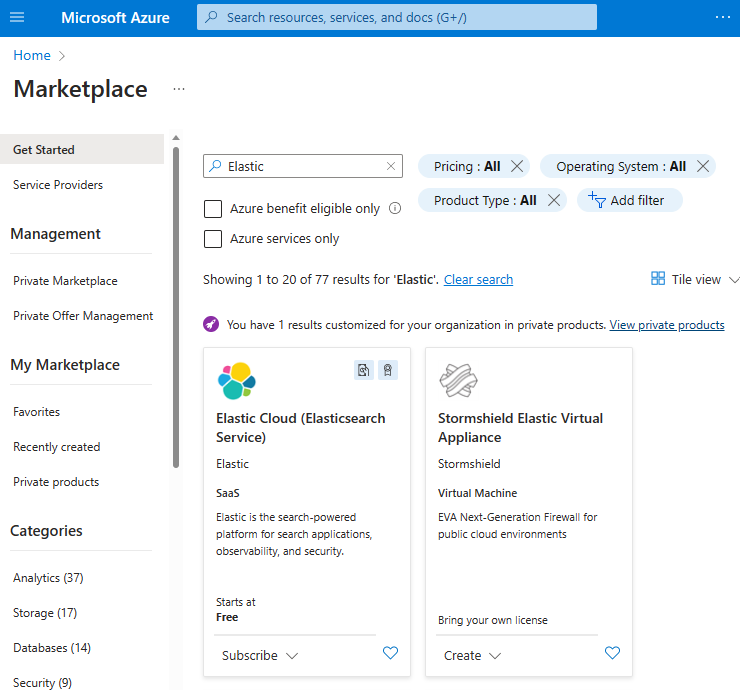 Microsoft Azure
Search resources, services, and docs (G+/)
Home
Marketplace
Get Started
Service Providers
Management
Private Marketplace
Private Offer Management
My Marketplace
Favorites
Recently created
Private products
Categories
Analytics (37)
Storage (17)
Databases (14)
Security (9)
Elastic
Pricing : All
Operating System : All
Product Type : All
Add filter
Azure benefit eligible only
Azure services only
Showing 1 to 20 of 77 results for 'Elastic'. Clear search
Tile view
You have 1 results customized for your organization in private products. View private products
Elastic Cloud (Elasticsearch
Service)
Elastic
SaaS
Elastic is the search-powered
platform for search applications,
observability, and security.
Starts at
Free
Subscribe
Stormshield Elastic Virtual
Appliance
Stormshield
Virtual Machine
EVA Next-Generation Firewall for
public cloud environments
Bring your own license
Create